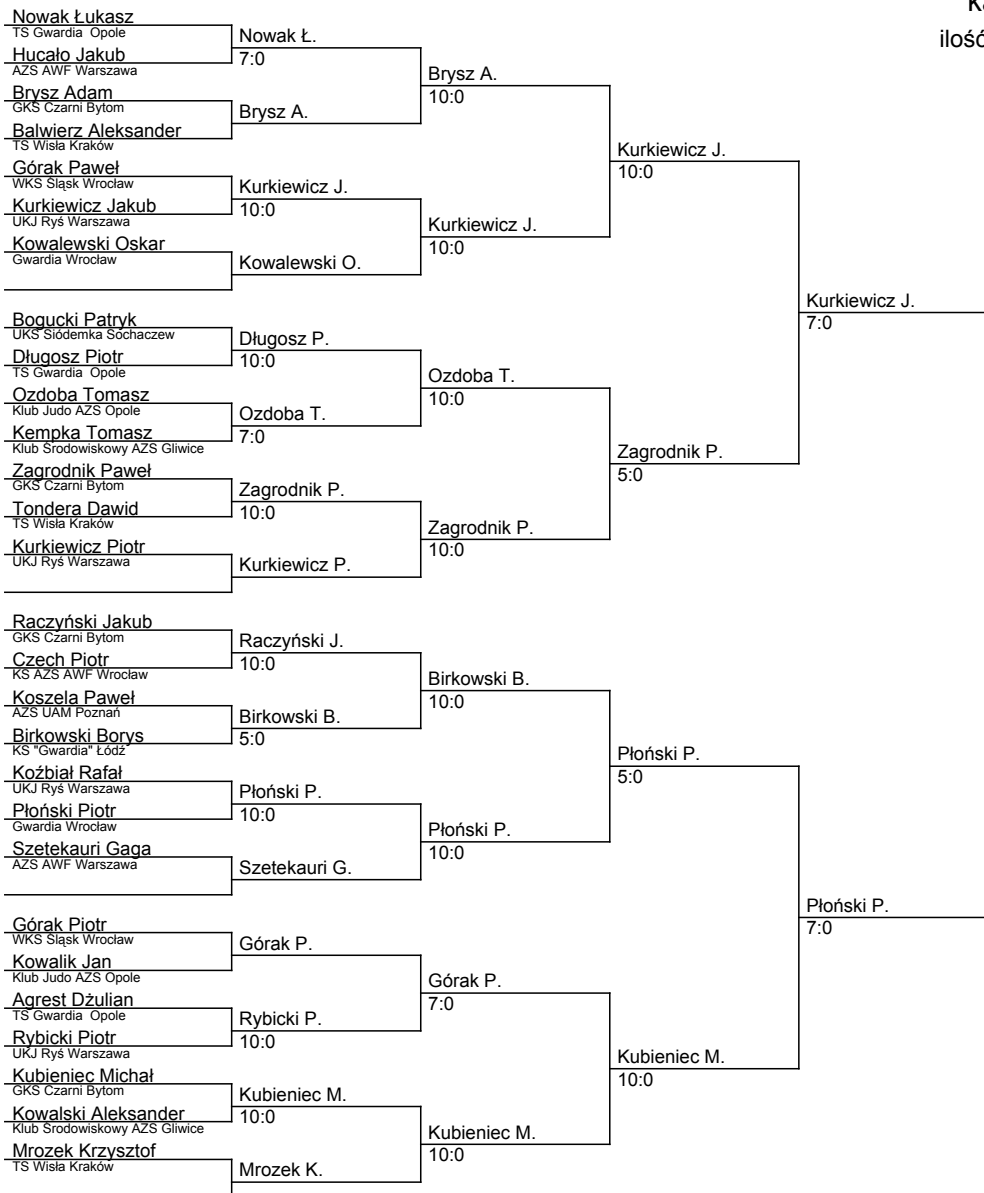 Nowak Łukasz
TS Gwardia Opole
Hucało Jakub
AZS AWF Warszawa
Brysz Adam
GKS Czarni Bytom
Balwierz Aleksander
TS Wisła Kraków
Górak Paweł
WKS Śląsk Wrocław
Kurkiewicz Jakub
UKJ Ryś Warszawa
Kowalewski Oskar
Gwardia Wrocław
Bogucki Patryk
UKS Siódemka Sochaczew
Długosz Piotr
TS Gwardia Opole
Ozdoba Tomasz
Klub Judo AZS Opole
Kempka Tomasz
Klub Środowiskowy AZS Gliwice
Zagrodnik Paweł
GKS Czarni Bytom
Tondera Dawid
TS Wisła Kraków
Kurkiewicz Piotr
UKJ Ryś Warszawa
Raczyński Jakub
GKS Czarni Bytom
Czech Piotr
KS AZS AWF Wrocław
Koszela Paweł
AZS UAM Poznań
Birkowski Borys
KS "Gwardia" Łódź
Koźbiał Rafał
UKJ Ryś Warszawa
Płoński Piotr
Gwardia Wrocław
Szetekauri Gaga
AZS AWF Warszawa
Górak Piotr
WKS Śląsk Wrocław
Kowalik Jan
Klub Judo AZS Opole
Agrest Dżulian
TS Gwardia Opole
Rybicki Piotr
UKJ Ryś Warszawa
Kubieniec Michał
GKS Czarni Bytom
Kowalski Aleksander
Klub Środowiskowy AZS Gliwice
Mrozek Krzysztof
TS Wisła Kraków
Nowak Ł.
7:0
Brysz A.
Kurkiewicz J.
10:0
Kowalewski O.
Długosz P.
10:0
Ozdoba T.
7:0
Zagrodnik P.
10:0
Kurkiewicz P.
Raczyński J.
10:0
Birkowski B.
5:0
Płoński P.
10:0
Szetekauri G.
Górak P.
Rybicki P.
10:0
Kubieniec M.
10:0
Mrozek K.
Brysz A.
10:0
Kurkiewicz J.
10:0
Ozdoba T.
10:0
Zagrodnik P.
10:0
Birkowski B.
10:0
Płoński P.
10:0
Górak P.
7:0
Kubieniec M.
10:0
Kurkiewicz J.
10:0
Zagrodnik P.
5:0
Płoński P.
5:0
Kubieniec M.
10:0
Kurkiewicz J.
7:0
Płoński P.
7:0
ilość